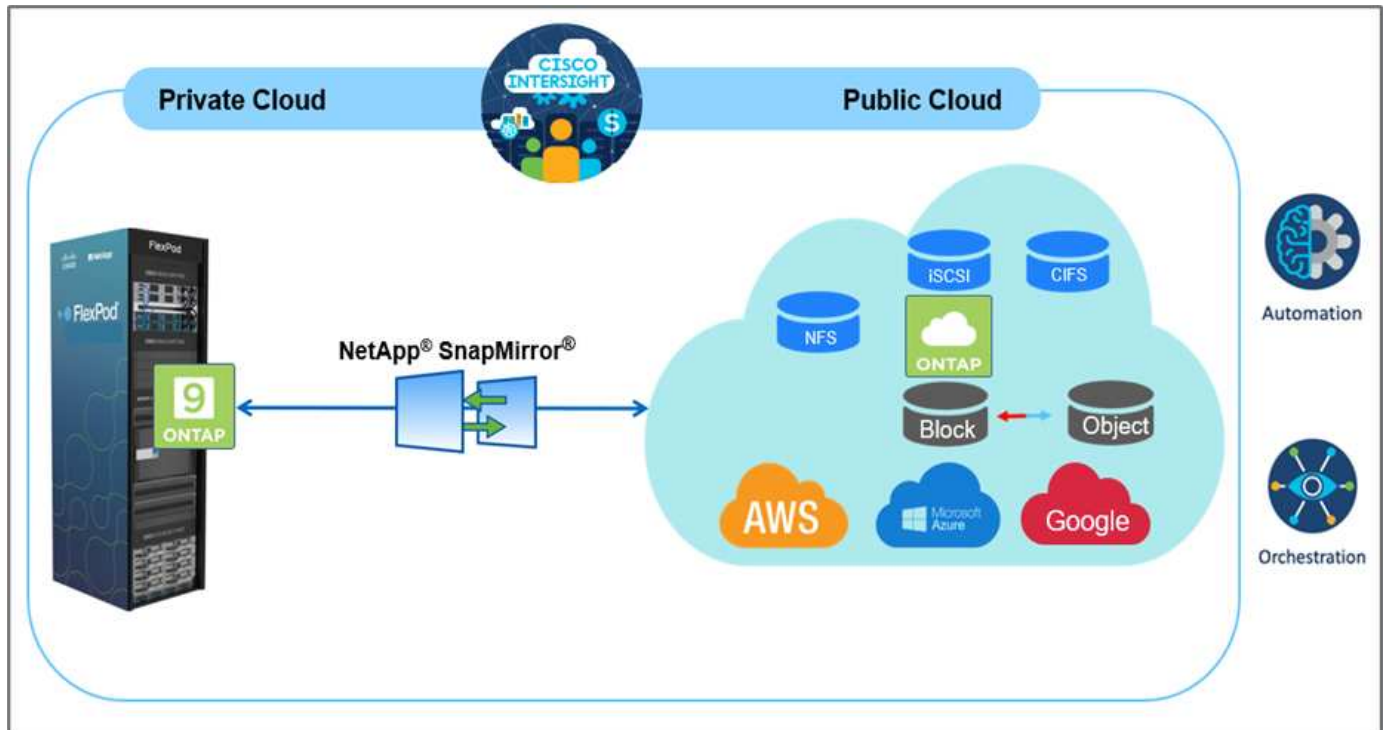 CISCO
INTERSIGHT
Private Cloud
Public Cloud
FlexPod
NetApp
FlexPod
9
ONTAP
NetApp® SnapMirror®
iSCSI
CIFS
NFS
ONTAP
Block
Object
AWS
Microsoft
Azure
Google
Automation
Orchestration